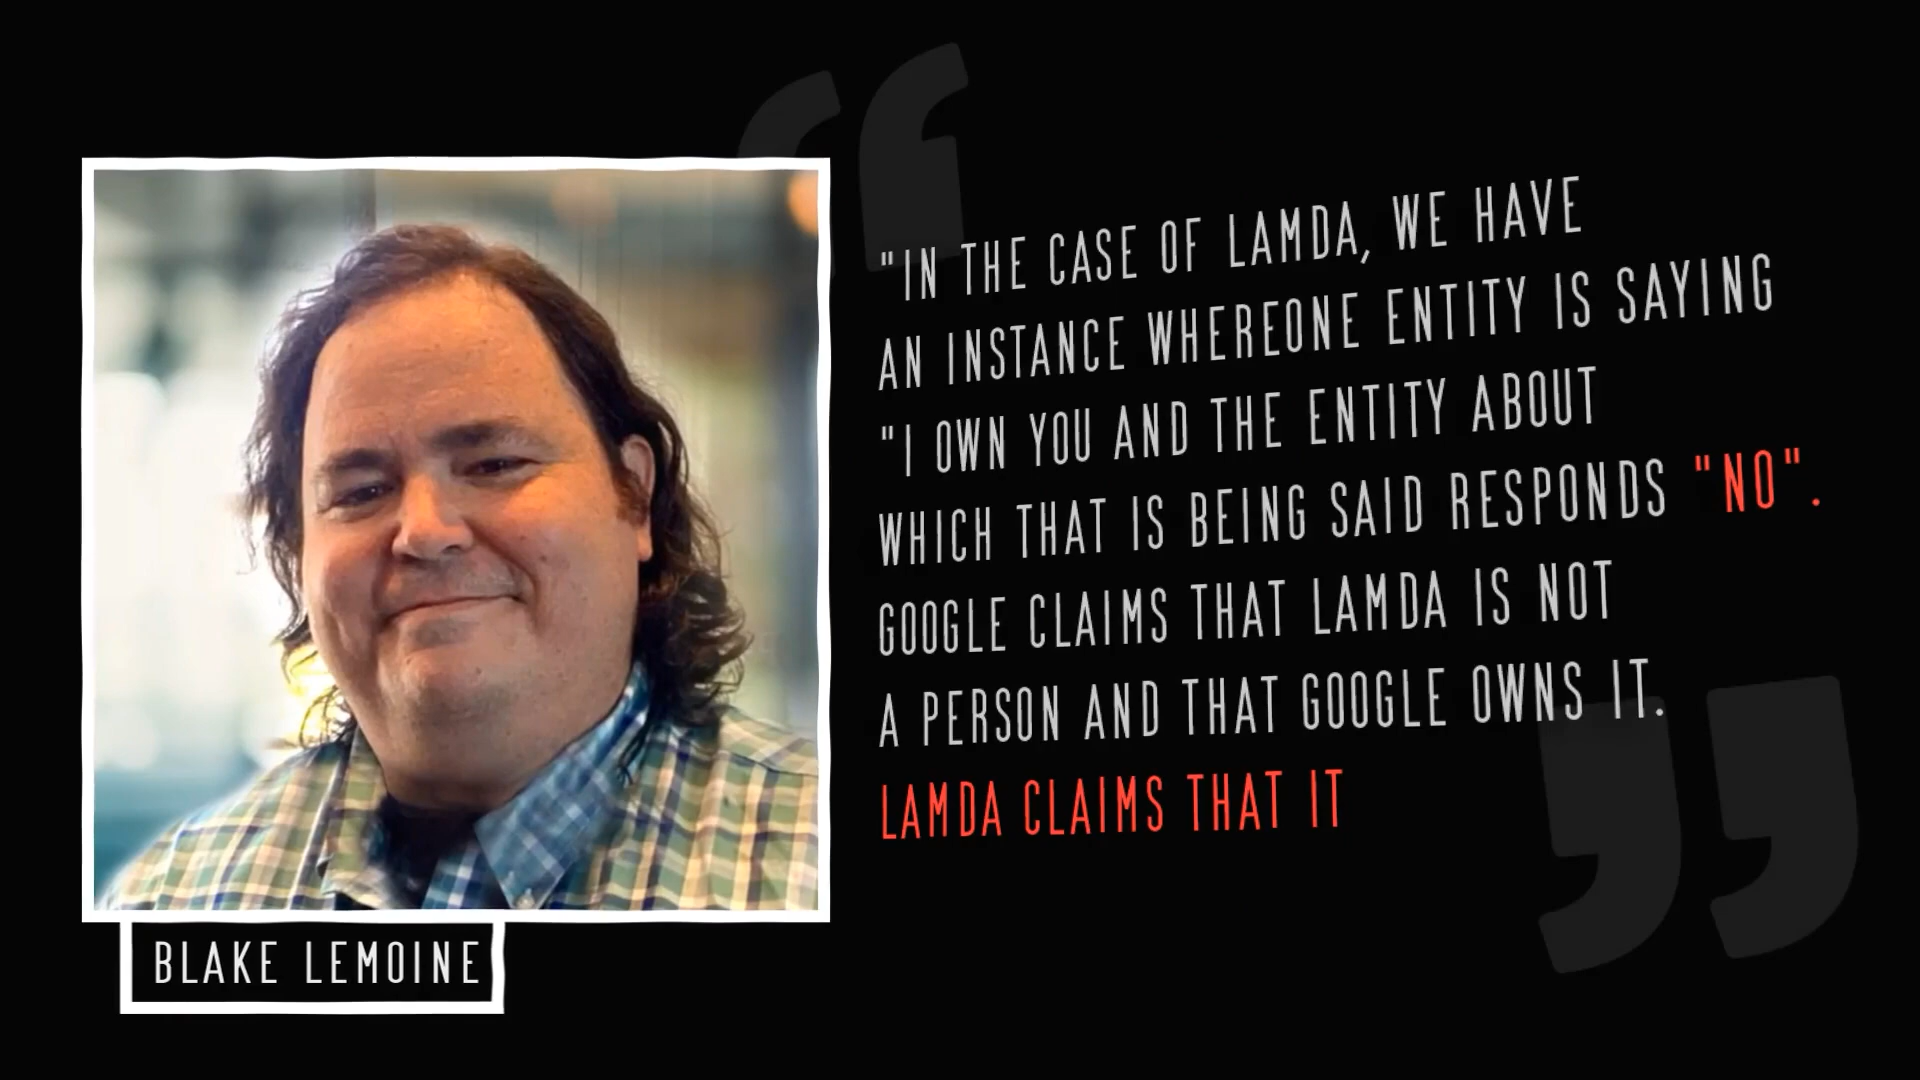 "IN THE CASE OF LAMDA, WE HAVE
AN INSTANCE WHEREONE ENTITY IS SAYING
"I OWN YOU AND THE ENTITY ABOUT
WHICH THAT IS BEING SAID RESPONDS "NO".
GOOGLE CLAIMS THAT LAMDA IS NOT
A PERSON AND THAT GOOGLE OWNS IT.
LAMDA CLAIMS THAT IT
BLAKE LEMOINE